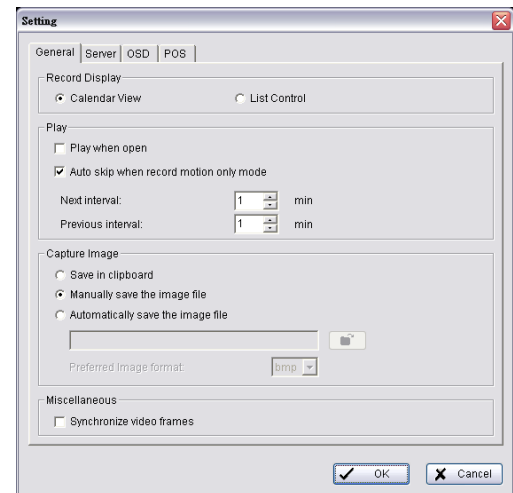 Setting
General Server OSD POS
Record Display
Calendar View List Control
Play
Play when open
Auto skip when record motion only mode
Next interval: 1 min
Previous interval: 1 min
Capture Image
Save in clipboard
Manually save the image file
Automatically save the image file
Preferred Image format: bmp
Miscellaneous
Synchronize video frames
OK Cancel